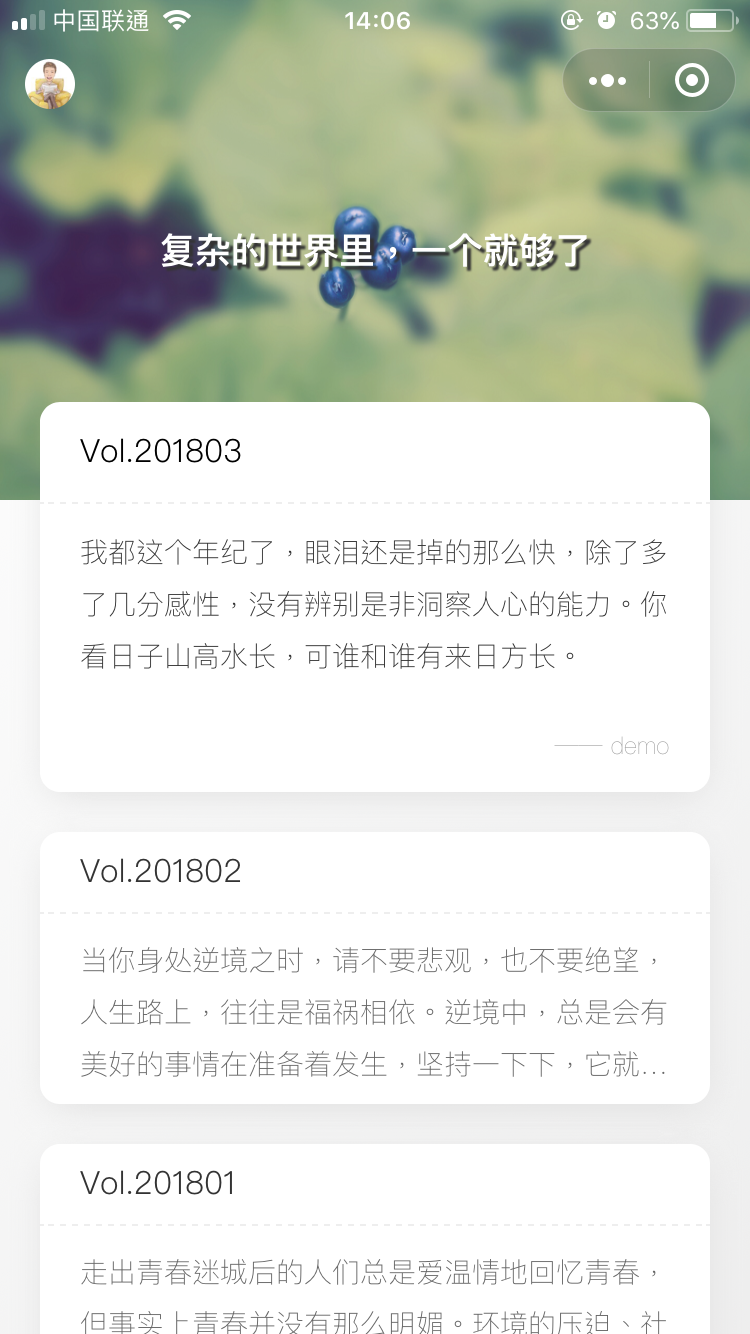 中国联通
14:06
63%
复杂的世界里，一个就够了
Vol.201803
我都这个年纪了，眼泪还是掉的那么快，除了多
了几分感性，没有辨别是非洞察人心的能力。你
看日子山高水长，可谁和谁有来日方长。
—— demo
Vol.201802
当你身处逆境之时，请不要悲观，也不要绝望，
人生路上，往往是福祸相依。逆境中，总是会有
美好的事情在准备着发生，坚持一下下，它就...
Vol.201801
走出青春迷城后的人们总是爱温情地回忆青春，
但事实上青春并没有那么明媚。环境的压迫、社